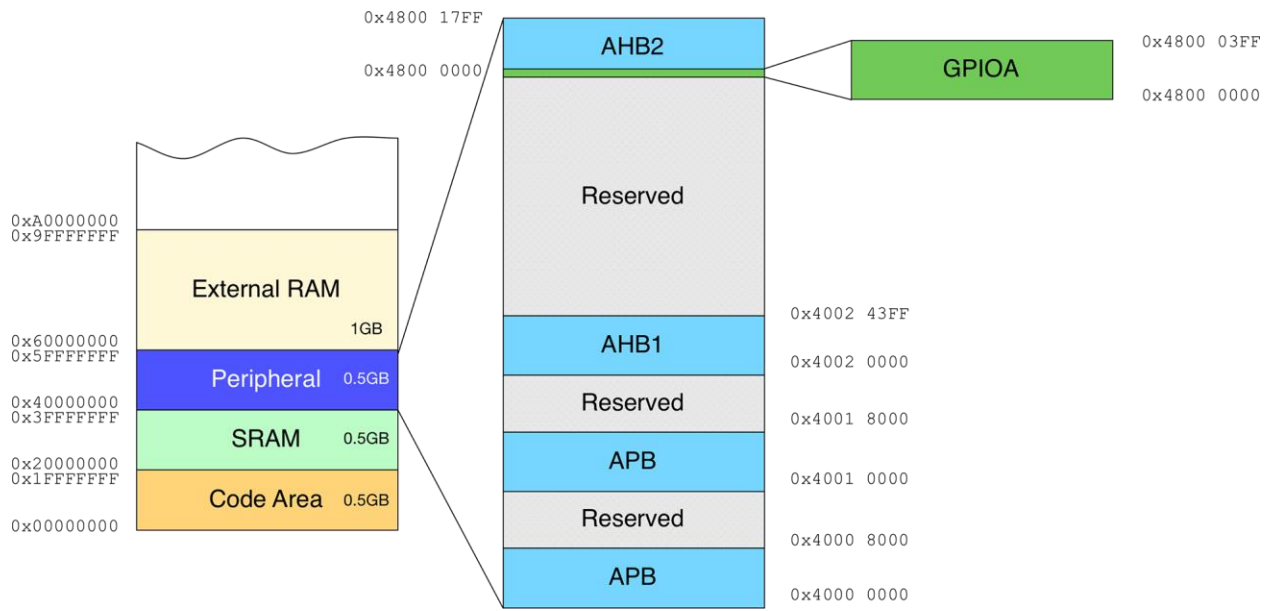 0xA0000000
0x9FFFFFFF
External RAM
1GB
0x60000000
0x5FFFFFFF
Peripheral 0.5GB
0x40000000
0x3FFFFFFF
SRAM 0.5GB
0x20000000
0x1FFFFFFF
Code Area 0.5GB
0x00000000
0x4800 17FF
AHB2
0x4800 0000
Reserved
0x4002 43FF
AHB1
0x4002 0000
Reserved
0x4001 8000
APB
0x4001 0000
Reserved
0x4000 8000
APB
0x4000 0000
0x4800 03FF
GPIOA
0x4800 0000